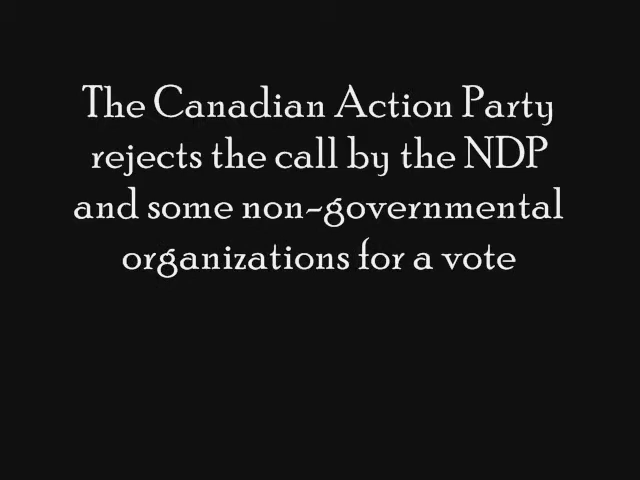 The Canadian Action Party
rejects the call by the NDP
and some non-governmental
organizations for a vote